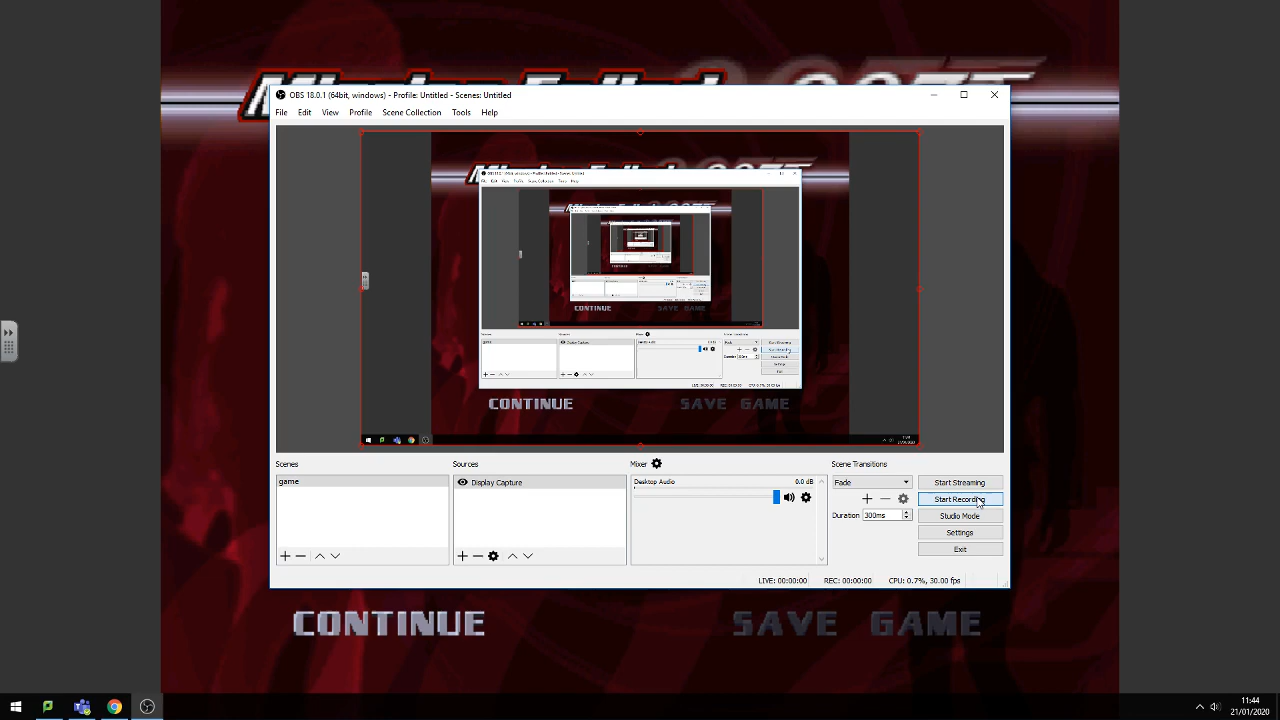 OBS 18.0.1 (64bit, windows) - Profile: Untitled - Scenes: Untitled
File Edit View Profile Scene Collection Tools Help
CONTINUE SAVE GAME
CONTINUE SAVE GAME
Scenes Sources Mixer Scene Transitions
game
Display Capture
Desktop Audio 0.0 dB
Fade
Duration 300ms
Start Streaming
Start Recording
Studio Mode
Settings
Exit
LIVE: 00:00:00 REC: 00:00:00 CPU: 0.7%, 30.00 fps
CONTINUE SAVE GAME
11:44
21/01/2020